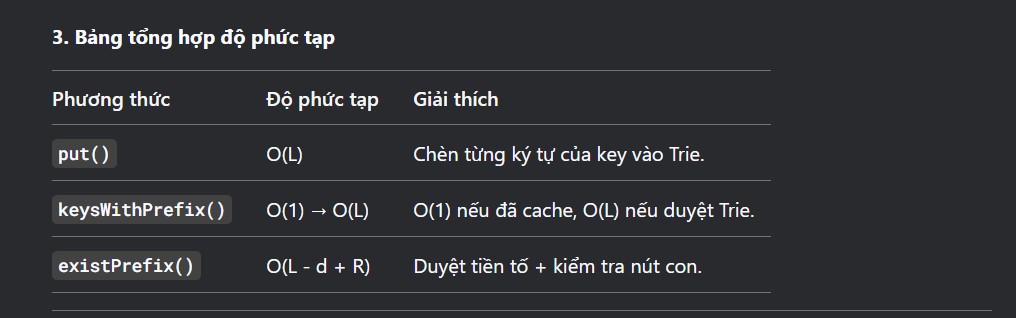 3. Bảng tổng hợp độ phức tạp
Phương thức Độ phức tạp Giải thích
put() O(L) Chèn từng ký tự của key vào Trie.
keysWithPrefix() O(1) → O(L) O(1) nếu đã cache, O(L) nếu duyệt Trie.
existPrefix() O(L - d + R) Duyệt tiền tố + kiểm tra nút con.